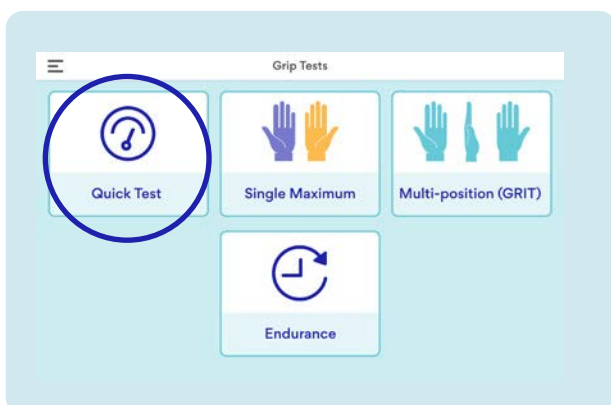 Grip Tests
Quick Test
Single Maximum
Multi-position (GRIT)
Endurance